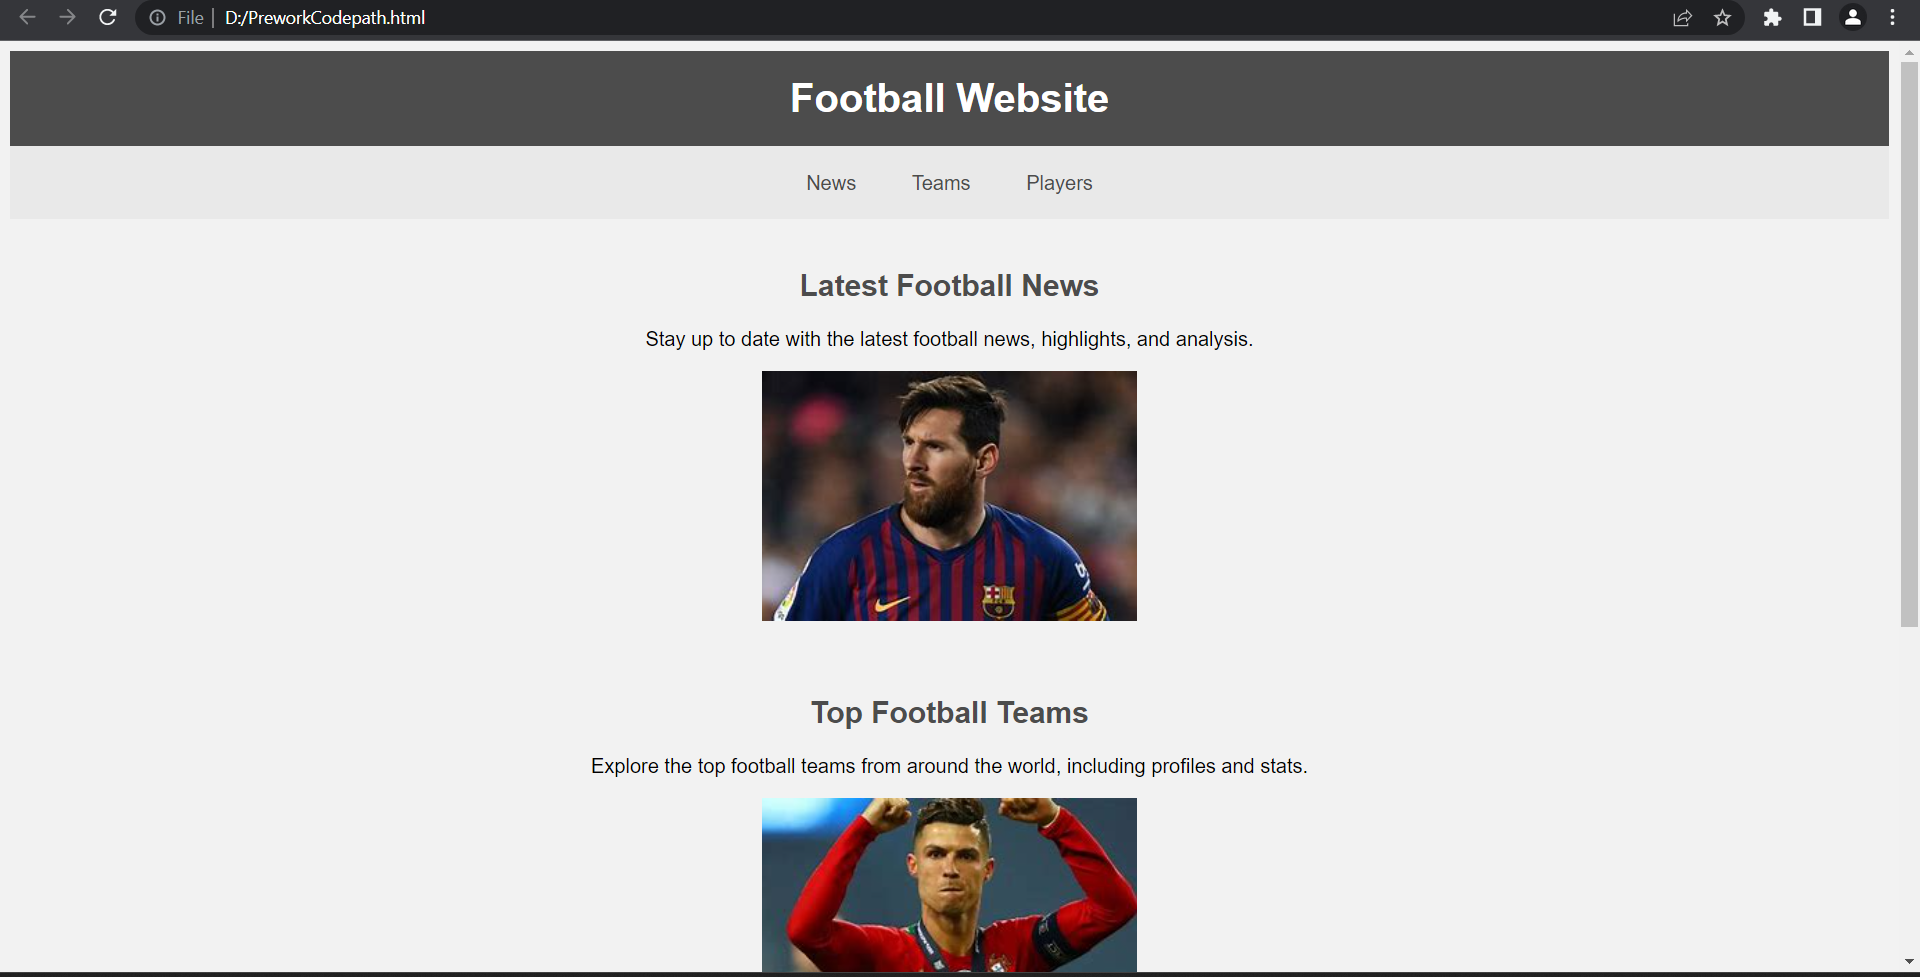 File | D:/PreworkCodepath.html
Football Website
News Teams Players
Latest Football News
Stay up to date with the latest football news, highlights, and analysis.
Top Football Teams
Explore the top football teams from around the world, including profiles and stats.